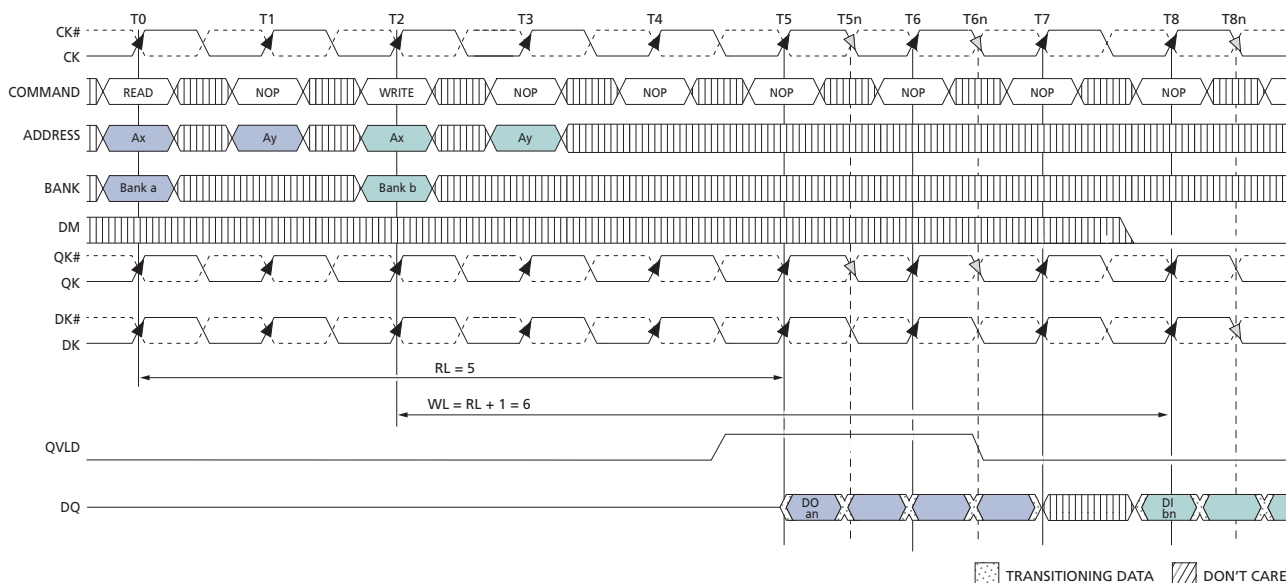 T0 T1 T2 T3 T4 T5 T5n T6 T6n T7 T8 T8n
CK#
CK
COMMAND READ NOP WRITE NOP NOP NOP NOP NOP NOP
ADDRESS Ax Ay Ax Ay
BANK Bank a Bank b
DM
QK#
QK
DK#
DK
RL = 5
WL = RL + 1 = 6
QVLD
DQ DO an DI bn
TRANSITIONING DATA DON'T CARE